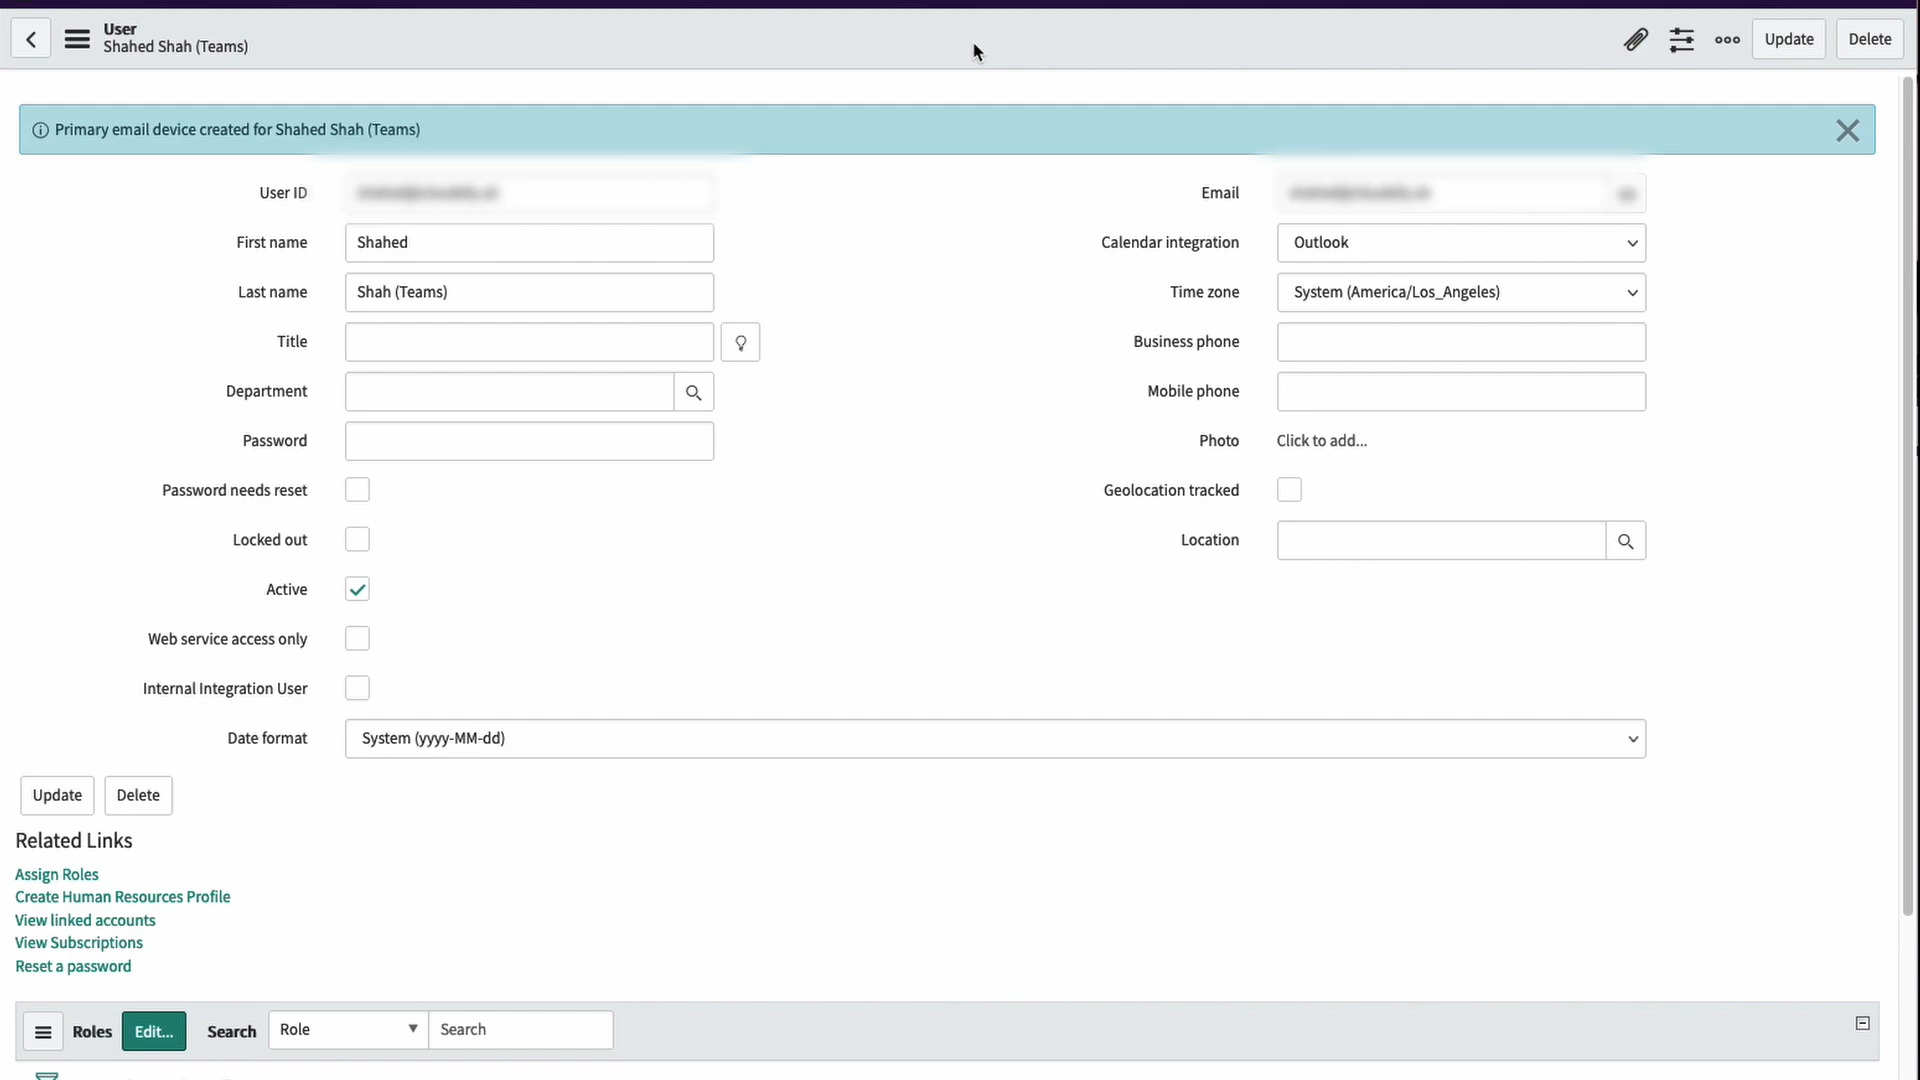 User
Shahed Shah (Teams)
Update
Delete
Primary email device created for Shahed Shah (Teams)
User ID
Email
First name
Shahed
Calendar integration
Outlook
Last name
Shah (Teams)
Time zone
System (America/Los_Angeles)
Title
Business phone
Department
Mobile phone
Password
Photo
Click to add...
Password needs reset
Geolocation tracked
Locked out
Location
Active
Web service access only
Internal Integration User
Date format
System (yyyy-MM-dd)
Update
Delete
Related Links
Assign Roles
Create Human Resources Profile
View linked accounts
View Subscriptions
Reset a password
Roles
Edit...
Search
Role
Search